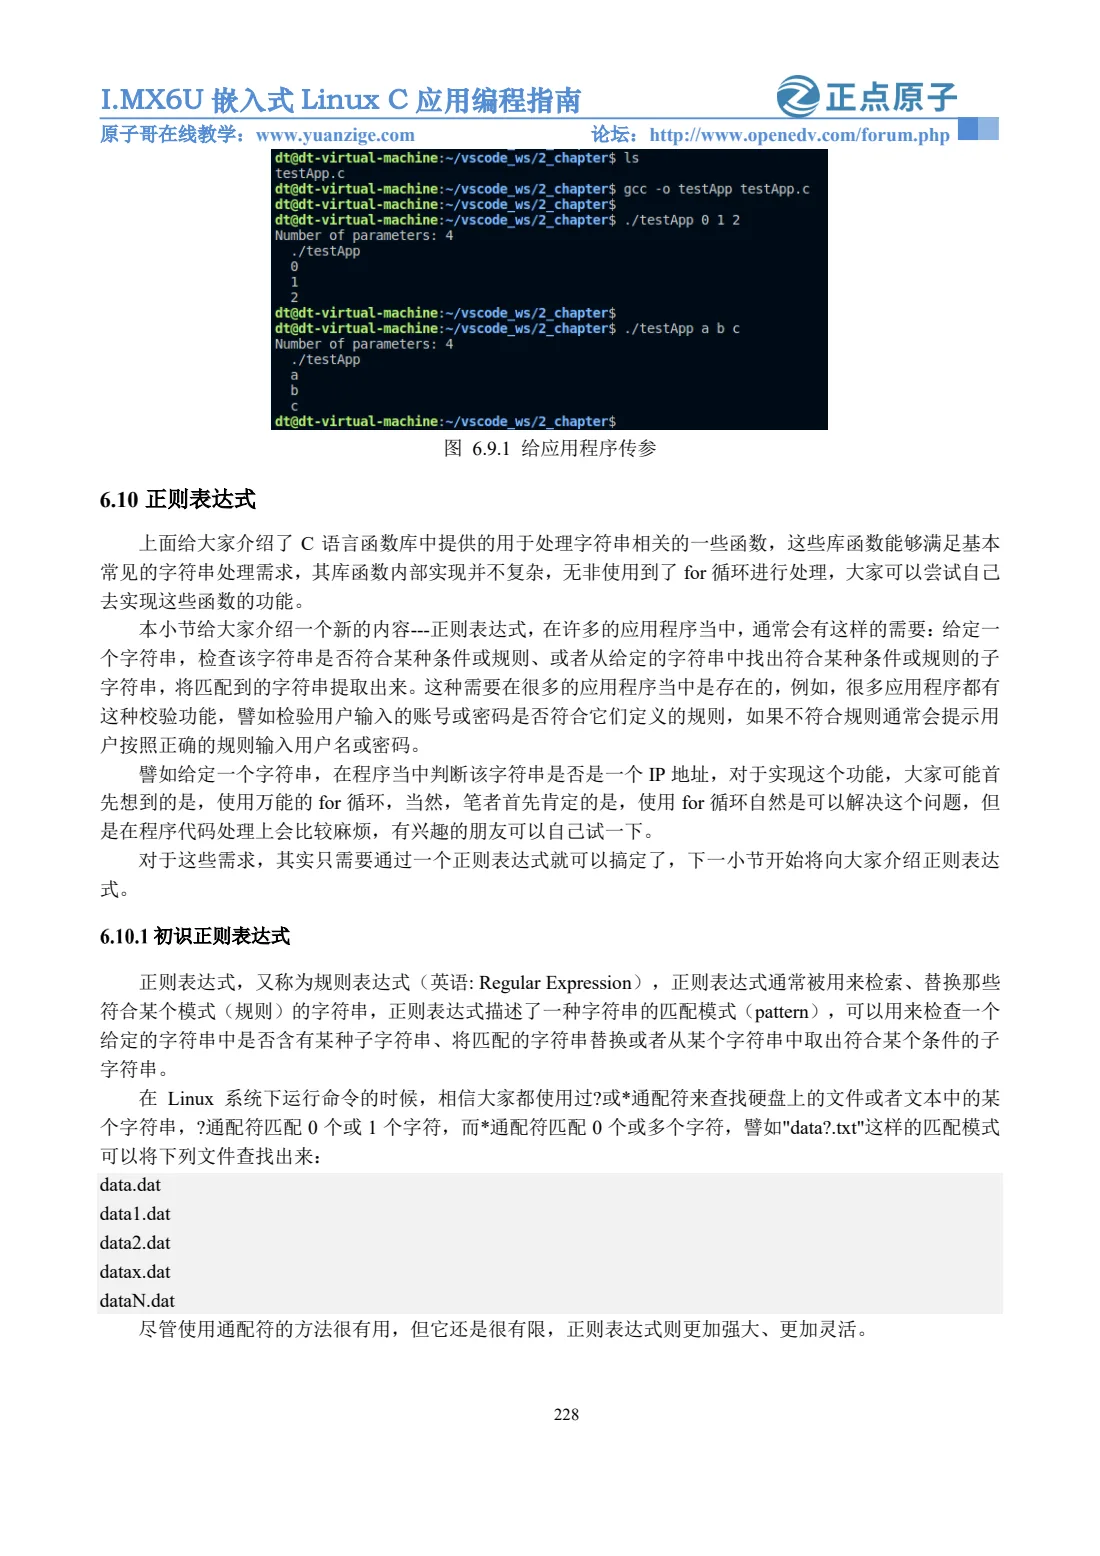 I.MX6U 嵌入式 Linux C 应用编程指南
正点原子
原子哥在线教学：www.yuanzige.com 论坛：http://www.openedv.com/forum.php
dt@dt-virtual-machine:~/vscode_ws/2_chapter$ ls
testApp.c
dt@dt-virtual-machine:~/vscode_ws/2_chapter$ gcc -o testApp testApp.c
dt@dt-virtual-machine:~/vscode_ws/2_chapter$
dt@dt-virtual-machine:~/vscode_ws/2_chapter$ ./testApp 0 1 2
Number of parameters: 4
./testApp
0
1
2
dt@dt-virtual-machine:~/vscode_ws/2_chapter$
dt@dt-virtual-machine:~/vscode_ws/2_chapter$ ./testApp a b c
Number of parameters: 4
./testApp
a
b
c
dt@dt-virtual-machine:~/vscode_ws/2_chapter$
图 6.9.1 给应用程序传参
6.10 正则表达式
上面给大家介绍了 C 语言函数库中提供的用于处理字符串相关的一些函数，这些库函数能够满足基本
常见的字符串处理需求，其库函数内部实现并不复杂，无非使用到了 for 循环进行处理，大家可以尝试自己
去实现这些函数的功能。
本小节给大家介绍一个新的内容---正则表达式，在许多的应用程序当中，通常会有这样的需要：给定一
个字符串，检查该字符串是否符合某种条件或规则、或者从给定的字符串中找出符合某种条件或规则的子
字符串，将匹配到的字符串提取出来。这种需要在很多的应用程序当中是存在的，例如，很多应用程序都有
这种校验功能，譬如检验用户输入的账号或密码是否符合它们定义的规则，如果不符合规则通常会提示用
户按照正确的规则输入用户名或密码。
譬如给定一个字符串，在程序当中判断该字符串是否是一个 IP 地址，对于实现这个功能，大家可能首
先想到的是，使用万能的 for 循环，当然，笔者首先肯定的是，使用 for 循环自然是可以解决这个问题，但
是在程序代码处理上会比较麻烦，有兴趣的朋友可以自己试一下。
对于这些需求，其实只需要通过一个正则表达式就可以搞定了，下一小节开始将向大家介绍正则表达
式。
6.10.1 初识正则表达式
正则表达式，又称为规则表达式（英语: Regular Expression），正则表达式通常被用来检索、替换那些
符合某个模式（规则）的字符串，正则表达式描述了一种字符串的匹配模式（pattern），可以用来检查一个
给定的字符串中是否含有某种子字符串、将匹配的字符串替换或者从某个字符串中取出符合某个条件的子
字符串。
在 Linux 系统下运行命令的时候，相信大家都使用过?或*通配符来查找硬盘上的文件或者文本中的某
个字符串，?通配符匹配 0 个或 1 个字符，而*通配符匹配 0 个或多个字符，譬如"data?.txt"这样的匹配模式
可以将下列文件查找出来：
data.dat
data1.dat
data2.dat
datax.dat
dataN.dat
尽管使用通配符的方法很有用，但它还是很有限，正则表达式则更加强大、更加灵活。
228